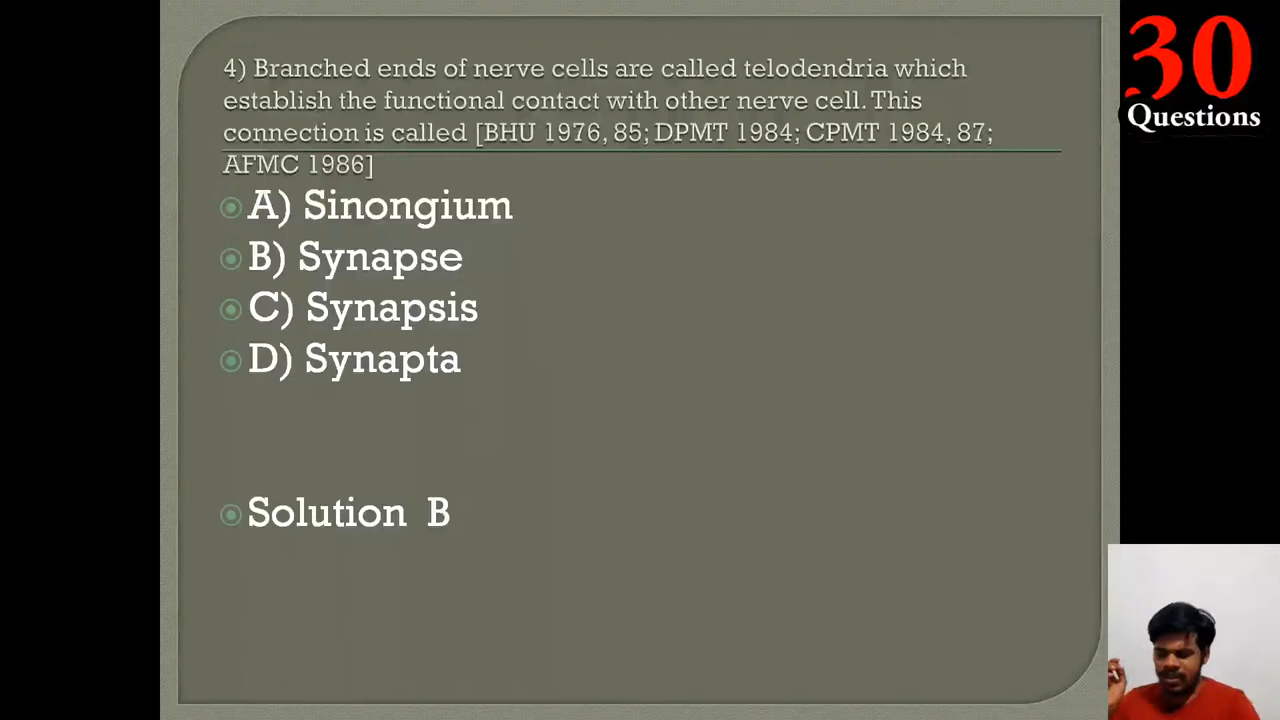 4) Branched ends of nerve cells are called telodendria which
establish the functional contact with other nerve cell. This
connection is called [BHU 1976, 85; DPMT 1984; CPMT 1984, 87;
AFMC 1986]
A) Sinongium
B) Synapse
C) Synapsis
D) Synapta
Solution B
30
Questions